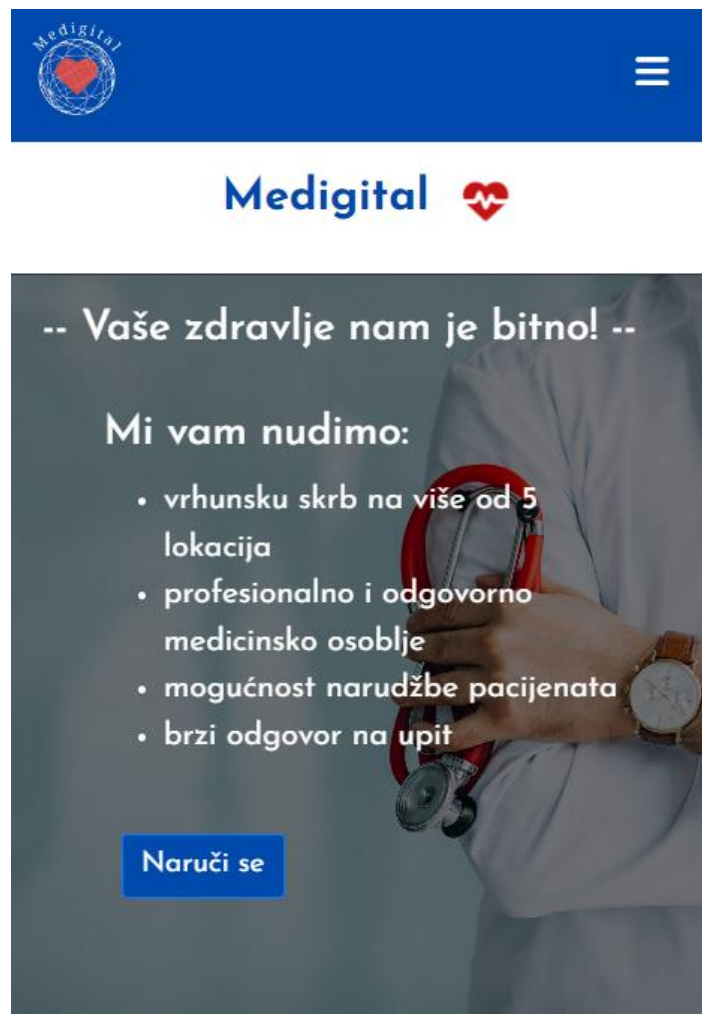 Medigital
Medigital
-- Vaše zdravlje nam je bitno! --
Mi vam nudimo:
• vrhunsku skrb na više od 5
lokacija
• profesionalno i odgovorno
medicinsko osoblje
• mogućnost narudžbe pacijenata
• brzi odgovor na upit
Naruči se